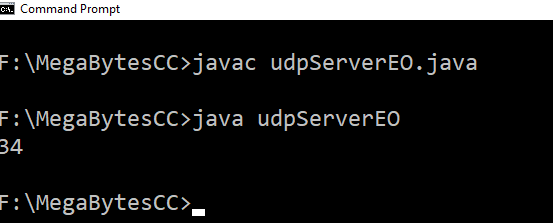 Command Prompt
F:\MegaBytesCC>javac udpServerEO.java
F:\MegaBytesCC>java udpServerEO
34
F:\MegaBytesCC>